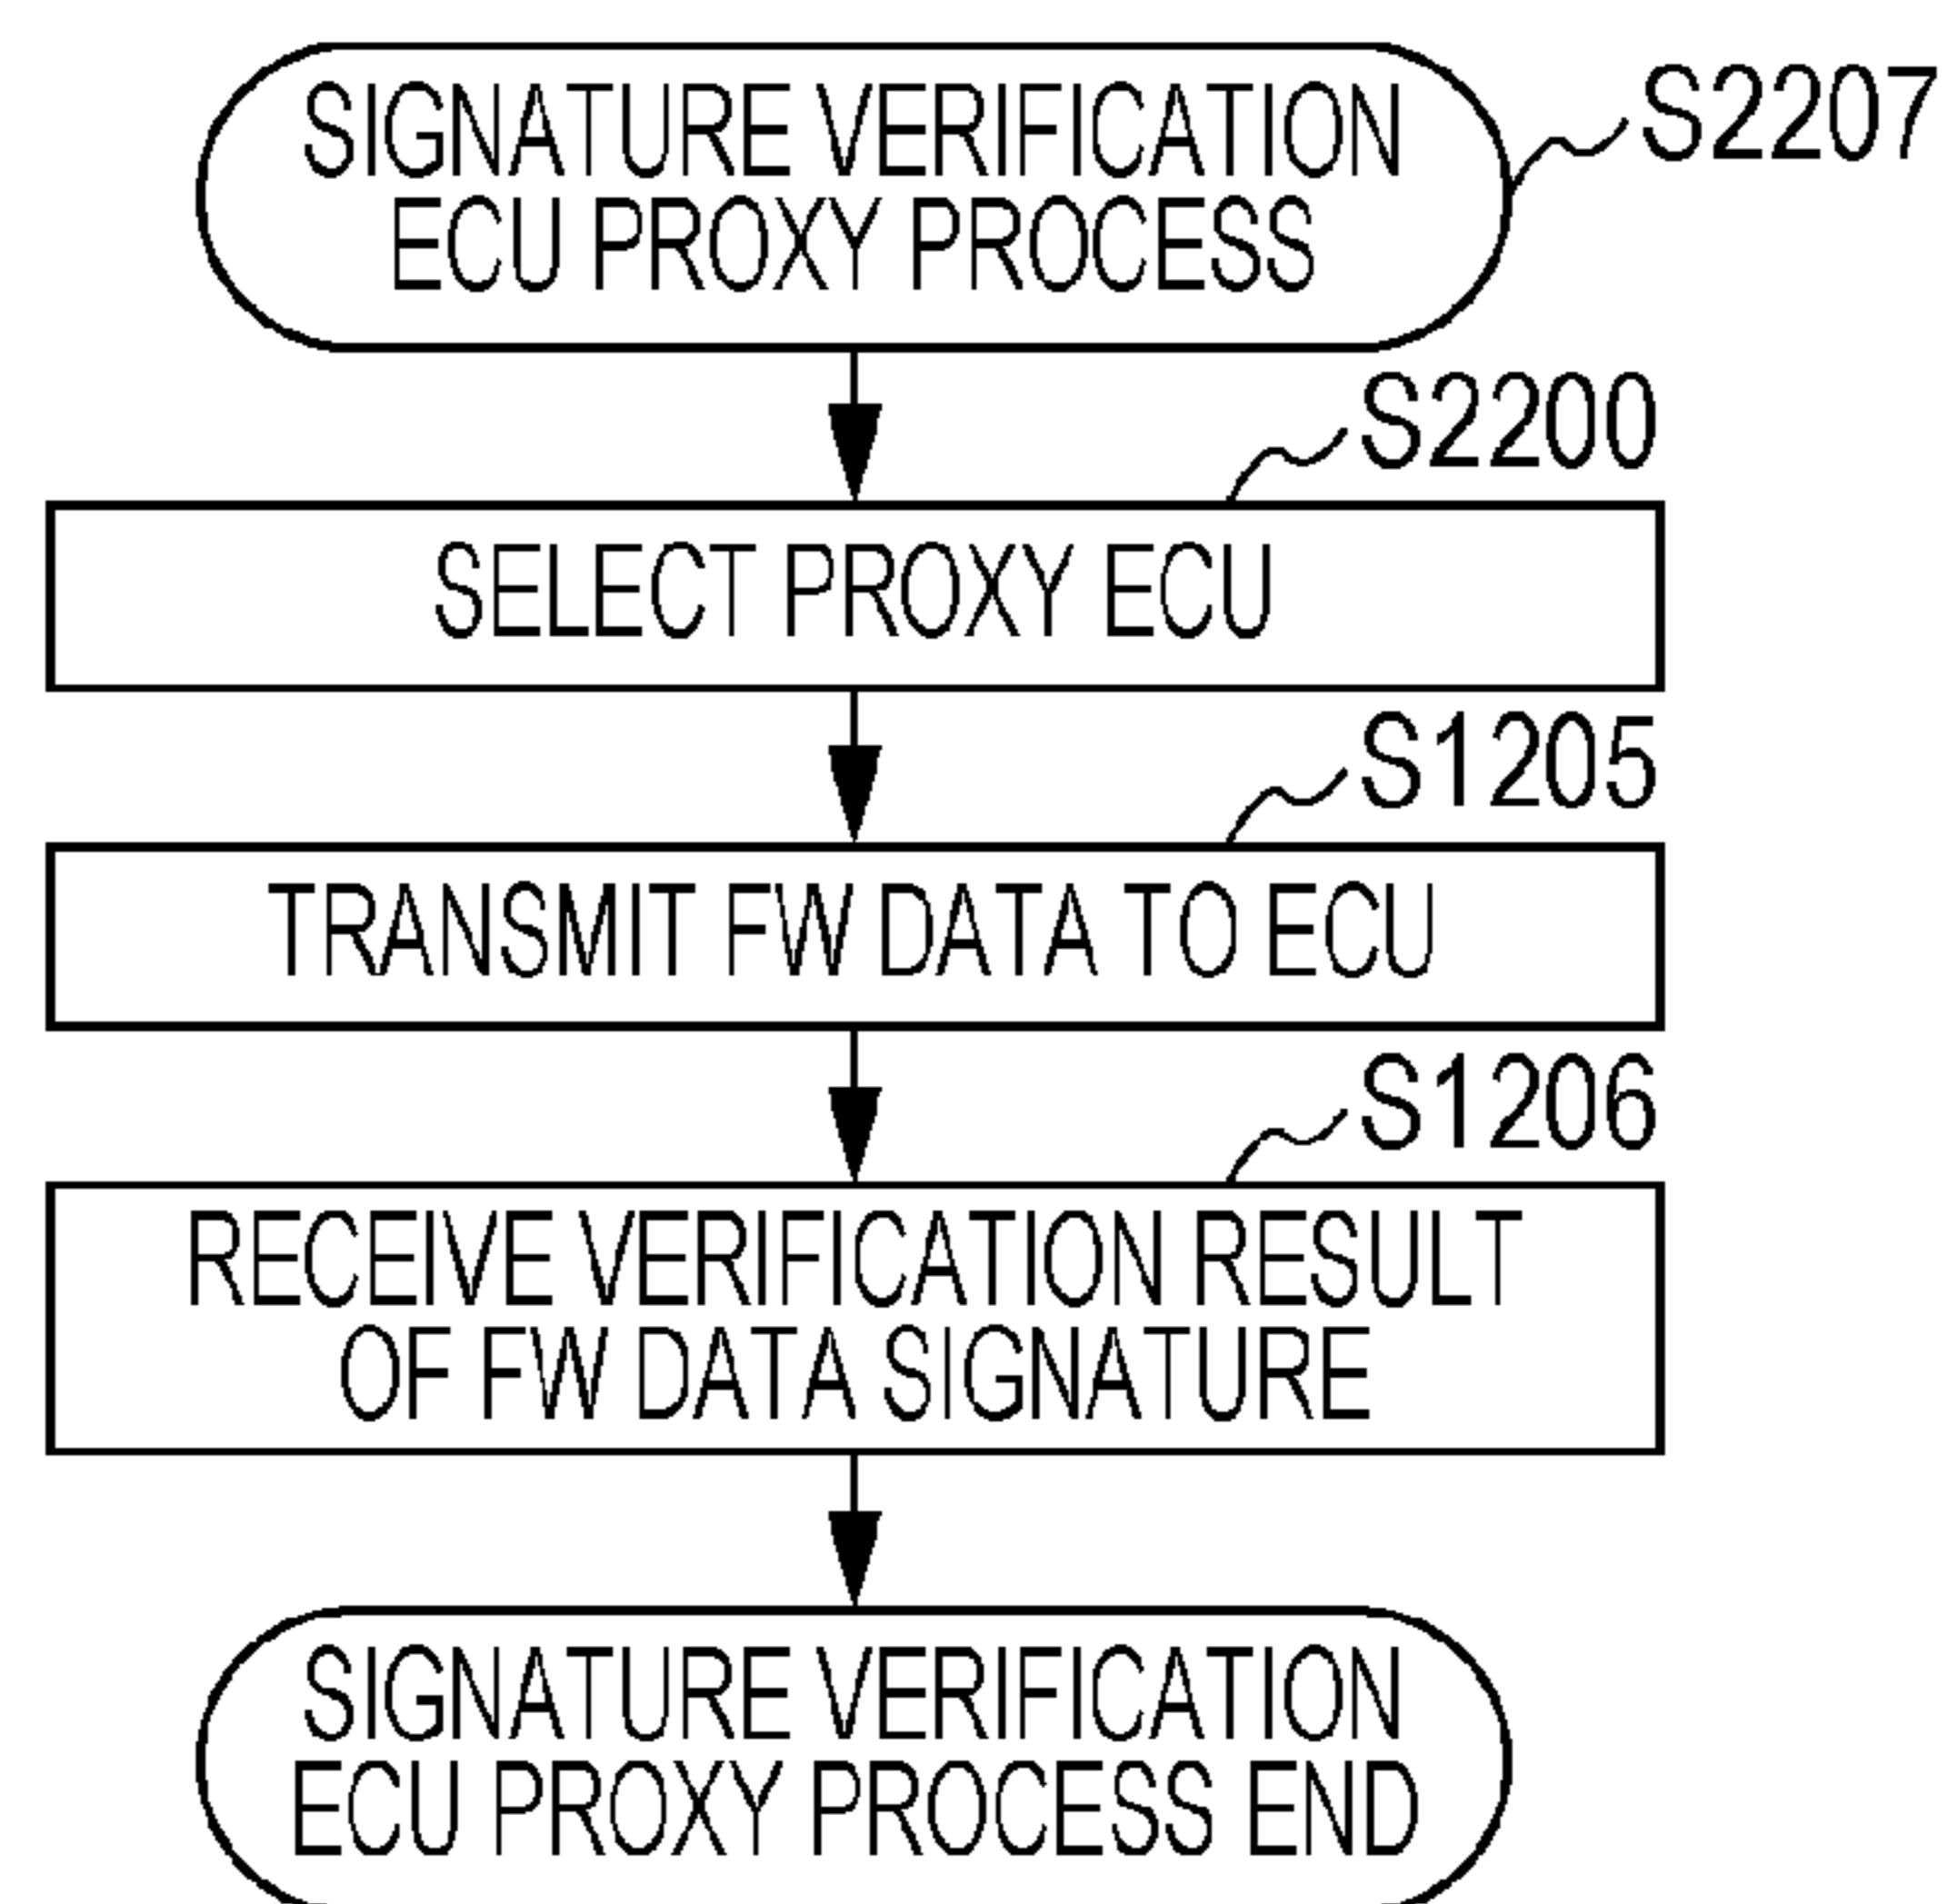 SIGNATURE VERIFICATION
ECU PROXY PROCESS
S2207
S2200
SELECT PROXY ECU
S1205
TRANSMIT FW DATA TO ECU
S1206
RECEIVE VERIFICATION RESULT
OF FW DATA SIGNATURE
SIGNATURE VERIFICATION
ECU PROXY PROCESS END